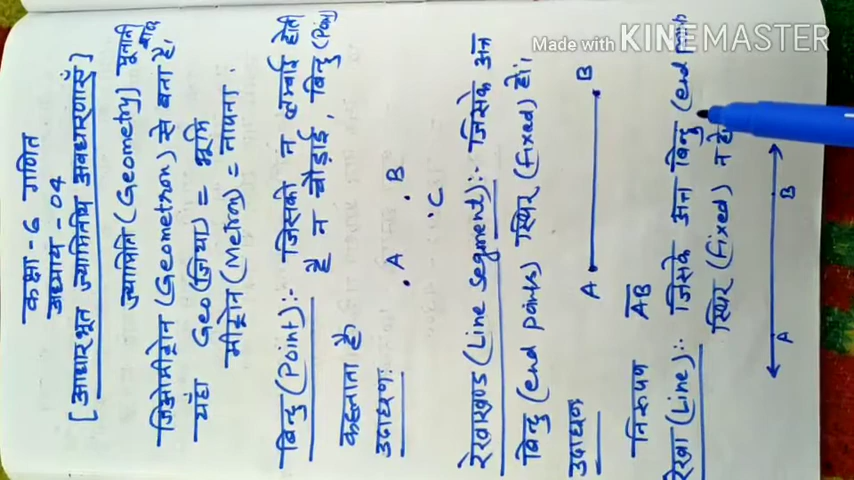 कक्षा-6 गणित
अध्याय-04
[आधारभूत ज्यामितीय अवधारणाएँ]
ज्यामिति (Geometry) यूनानी शब्द
जिओमीट्रोन (Geometron) से बना है,
यहाँ Geo(जिया) = भूमि
मीट्रोन (Metron) = नापना.
बिन्दु (Point):- जिसकी न लम्बाई होती
है न चौड़ाई, बिन्दु (Point)
कहलाता है।
उदाहरण:
. A . B
. C
रेखाखण्ड (Line Segment):- जिसके अन्त
बिन्दु (end points) स्थिर (fixed) हों,
उदाहरण
A B
निरूपण AB
रेखा (Line):- जिसके अन्त बिन्दु (end points
स्थिर (fixed) न हो
A B
Made with KINEMASTER